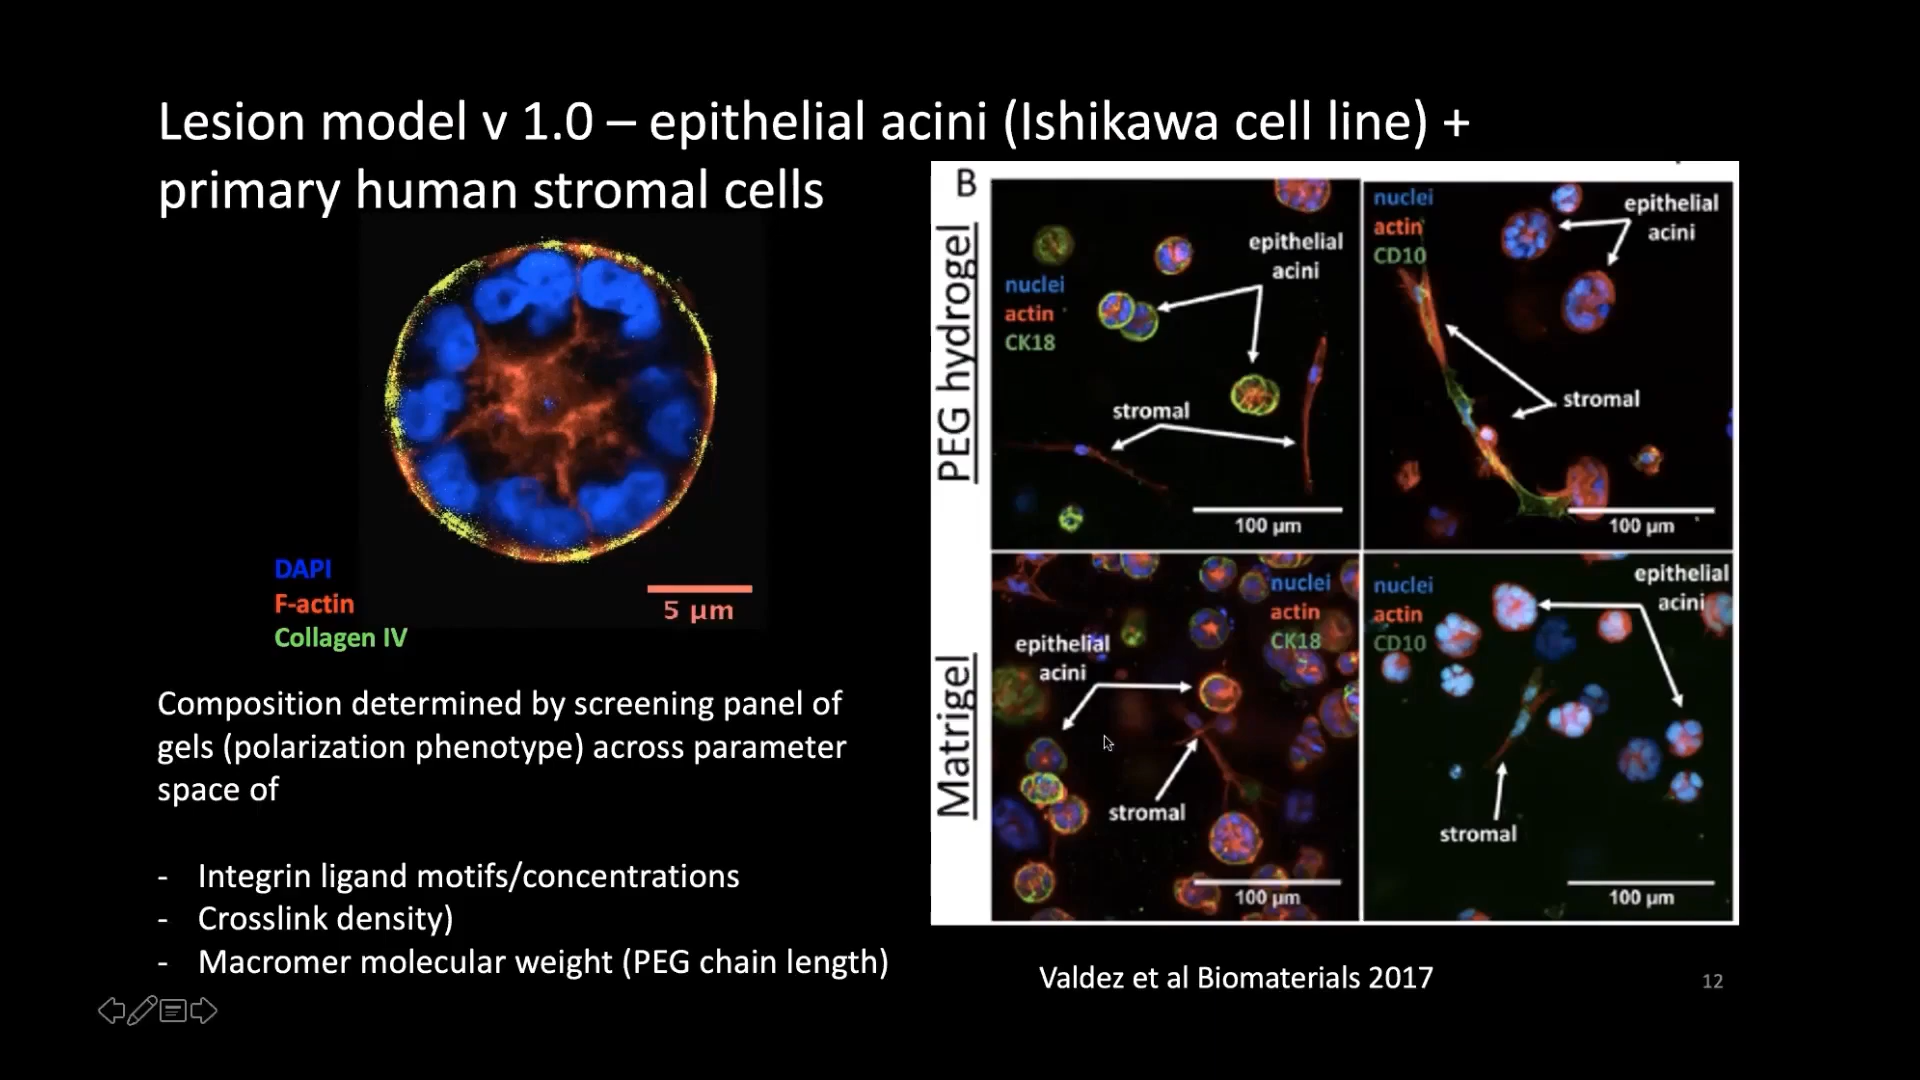 Lesion model v 1.0 – epithelial acini (Ishikawa cell line) +
primary human stromal cells
DAPI
F-actin
Collagen IV
5 µm
Composition determined by screening panel of
gels (polarization phenotype) across parameter
space of
- Integrin ligand motifs/concentrations
- Crosslink density)
- Macromer molecular weight (PEG chain length)
B
PEG hydrogel
nuclei
actin
CK18
epithelial
acini
stromal
100 µm
nuclei
actin
CD10
epithelial
acini
stromal
100 µm
Matrigel
nuclei
actin
CK18
epithelial
acini
stromal
100 µm
nuclei
actin
CD10
epithelial
acini
stromal
100 µm
Valdez et al Biomaterials 2017
12